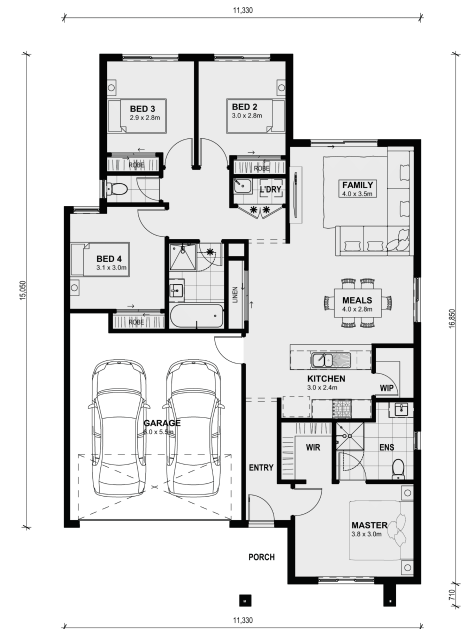 11,330
BED 3
2.9 x 2.8m
BED 2
3.0 x 2.8m
ROBE
ROBE
L'DRY
FAMILY
4.0 x 3.5m
BED 4
3.1 x 3.0m
15,050
LINEN
MEALS
4.0 x 2.8m
16,850
ROBE
KITCHEN
3.0 x 2.4m
WIP
GARAGE
6.0 x 5.5m
WIR
ENS
ENTRY
MASTER
3.8 x 3.0m
PORCH
710
11,330